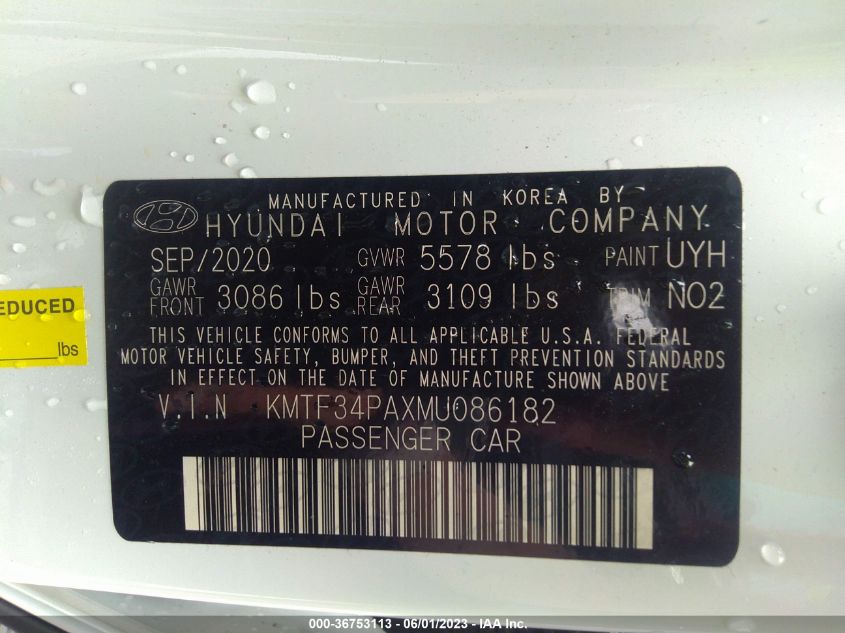 MANUFACTURED IN KOREA BY
HYUNDAI MOTOR COMPANY
SEP/2020 GVWR 5578 lbs PAINT UYH
GAWR FRONT 3086 lbs GAWR REAR 3109 lbs TRIM NO2
THIS VEHICLE CONFORMS TO ALL APPLICABLE U.S.A. FEDERAL
MOTOR VEHICLE SAFETY, BUMPER, AND THEFT PREVENTION STANDARDS
IN EFFECT ON THE DATE OF MANUFACTURE SHOWN ABOVE
V.I.N KMTF34PAXMU086182
PASSENGER CAR
EDUCED
lbs
000-36753113 - 06/01/2023 - IAA Inc.